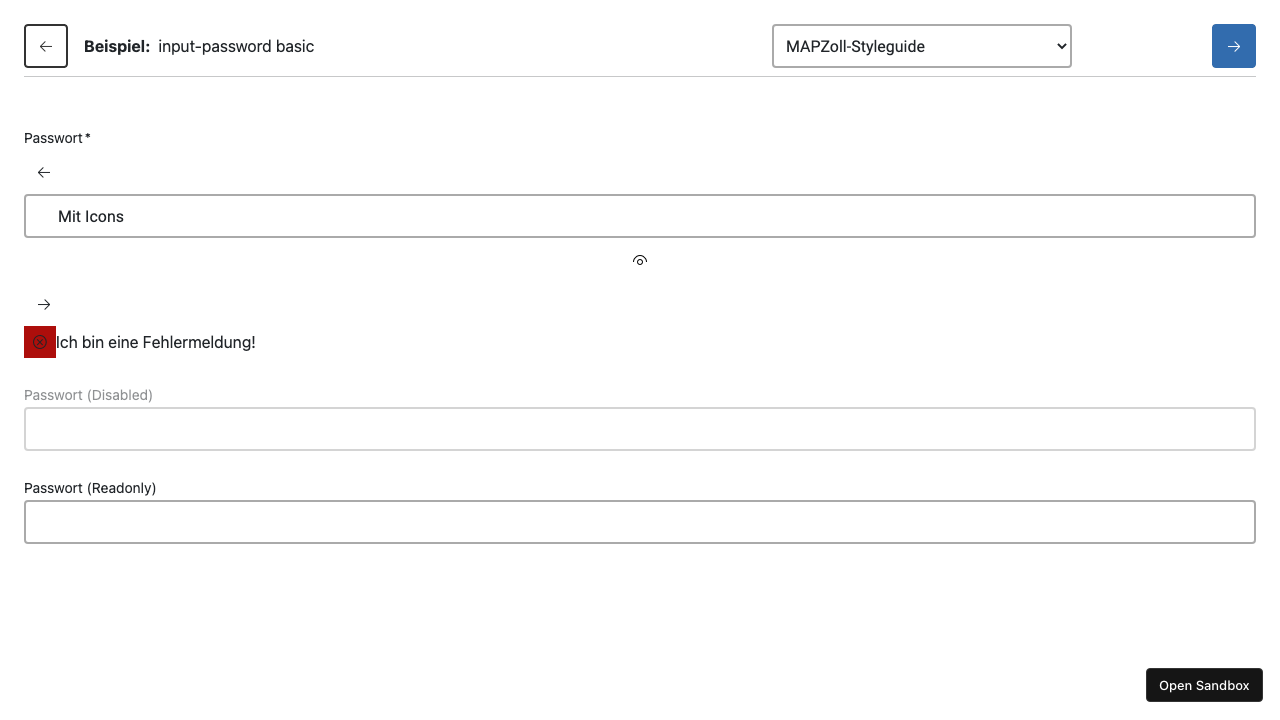 Beispiel: input-password basic
MAPZoll-Styleguide
Passwort*
Mit Icons
Ich bin eine Fehlermeldung!
Passwort (Disabled)
Passwort (Readonly)
Open Sandbox